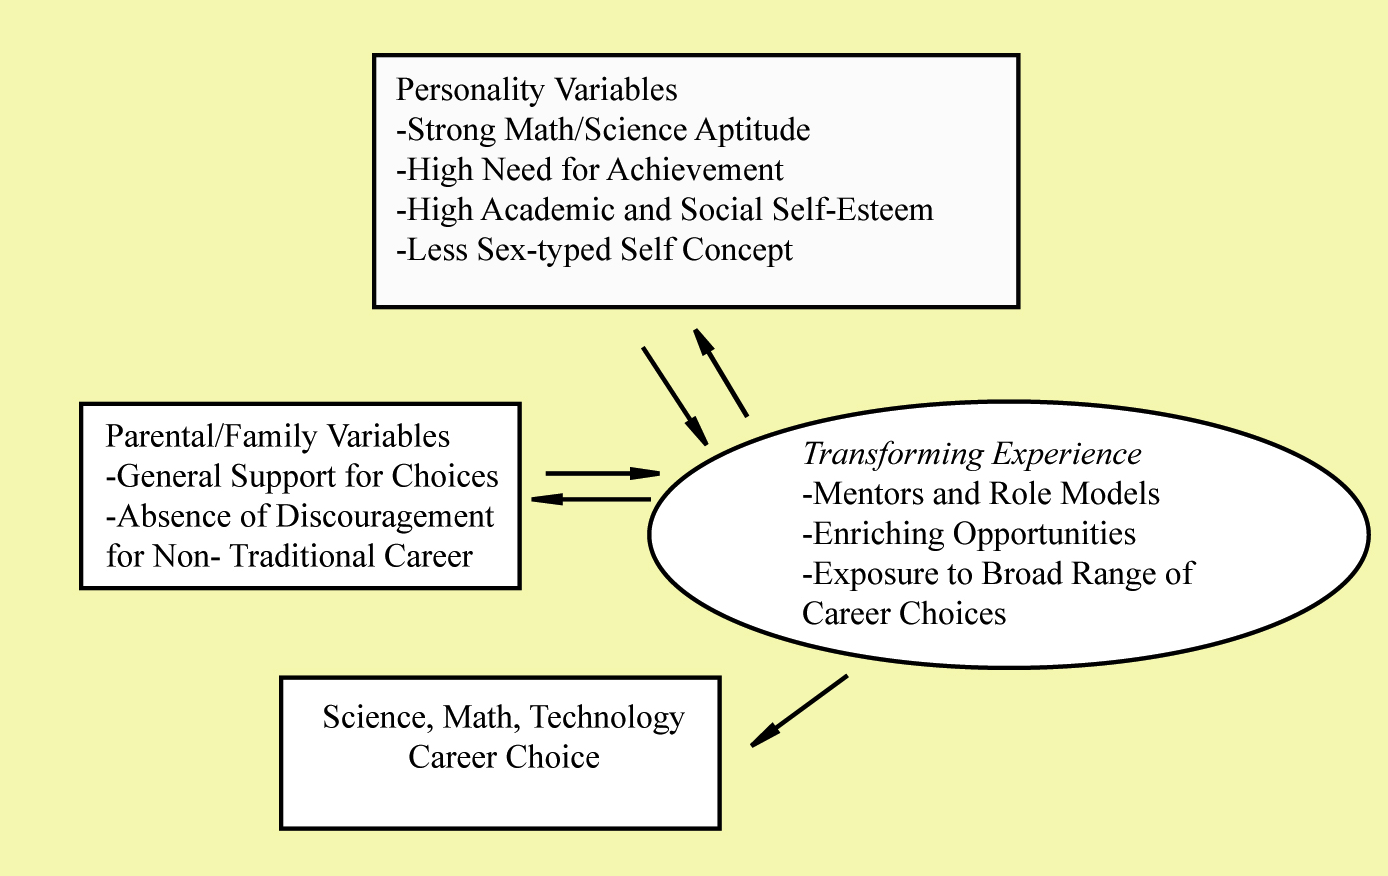 Personality Variables
-Strong Math/Science Aptitude
-High Need for Achievement
-High Academic and Social Self-Esteem
-Less Sex-typed Self Concept
Parental/Family Variables
-General Support for Choices
-Absence of Discouragement
for Non- Traditional Career
Transforming Experience
-Mentors and Role Models
-Enriching Opportunities
-Exposure to Broad Range of
Career Choices
Science, Math, Technology
Career Choice